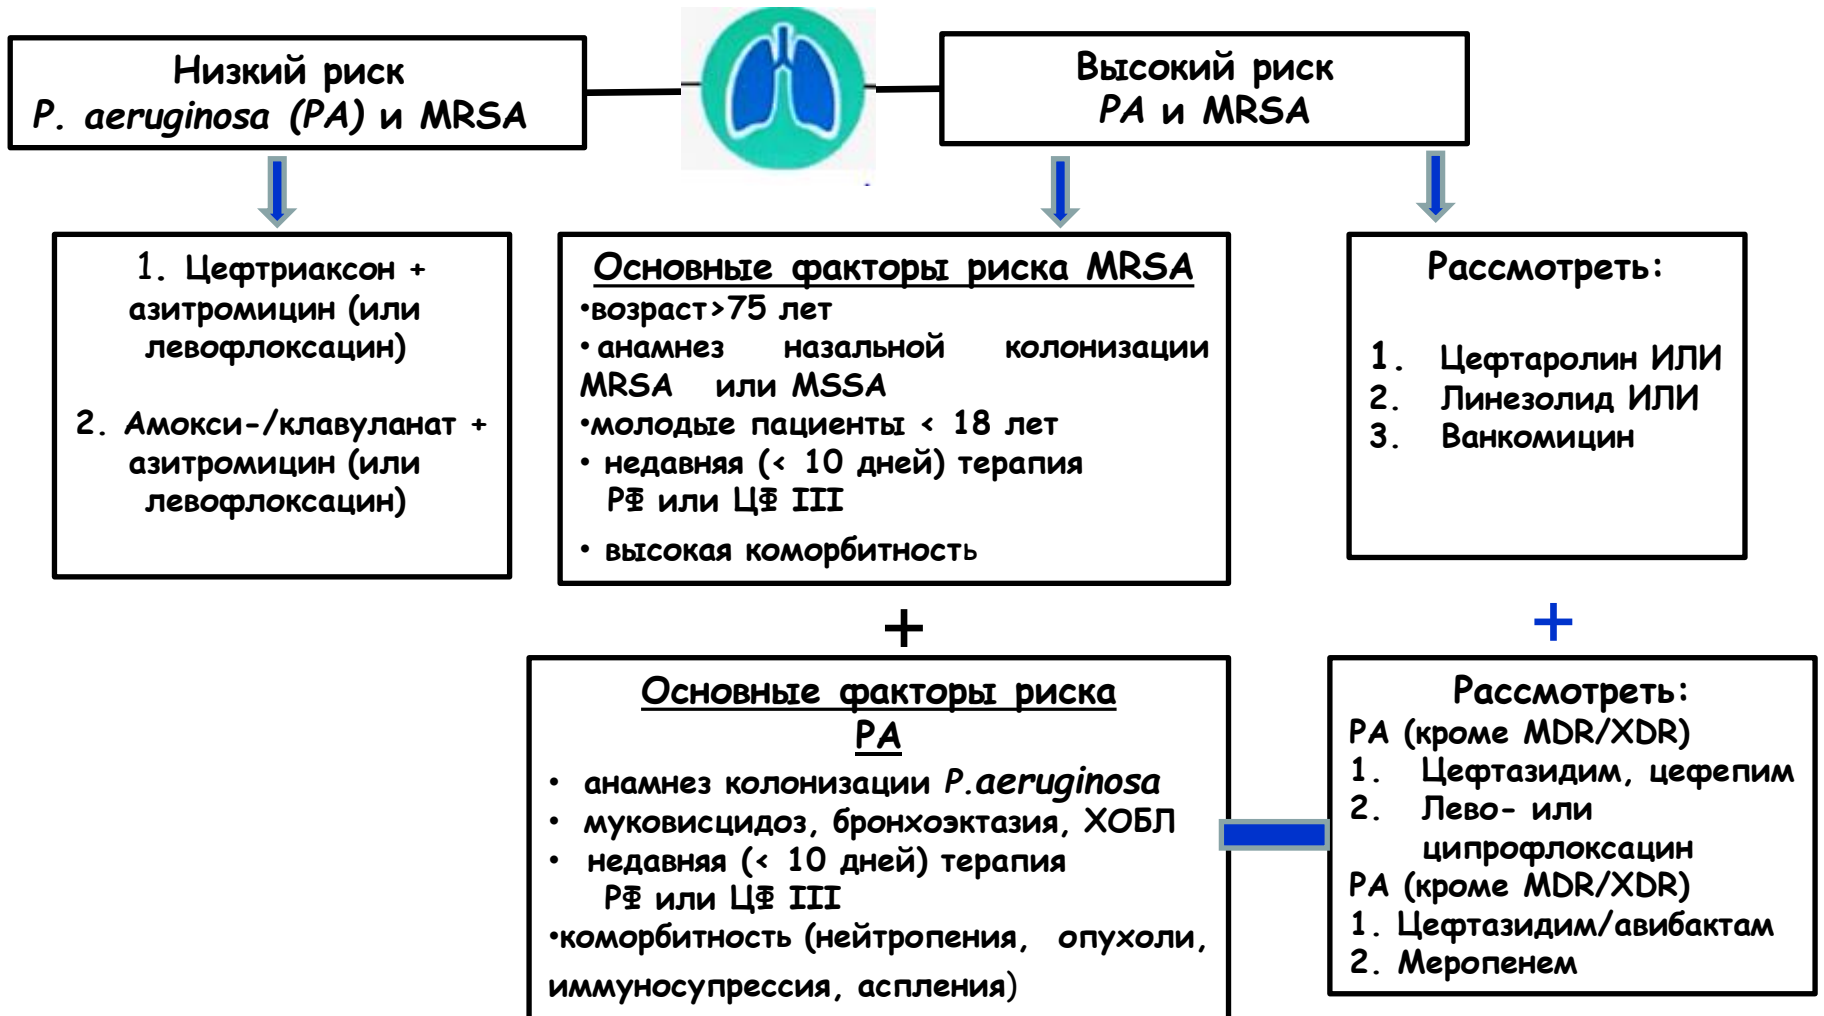 Низкий риск
P. aeruginosa (PA) и MRSA
Высокий риск
PA и MRSA
1. Цефтриаксон +
азитромицин (или
левофлоксацин)
2. Амокси-/клавуланат +
азитромицин (или
левофлоксацин)
Основные факторы риска MRSA
•возраст>75 лет
• анамнез назальной колонизации
MRSA или MSSA
•молодые пациенты < 18 лет
• недавняя (< 10 дней) терапия
РФ или ЦФ III
• высокая коморбитность
Рассмотреть:
1. Цефтаролин ИЛИ
2. Линезолид ИЛИ
3. Ванкомицин
+
+
Основные факторы риска
PA
• анамнез колонизации P.aeruginosa
• муковисцидоз, бронхоэктазия, ХОБЛ
• недавняя (< 10 дней) терапия
РФ или ЦФ III
•коморбитность (нейтропения, опухоли,
иммуносупрессия, аспления)
Рассмотреть:
PA (кроме MDR/XDR)
1. Цефтазидим, цефепим
2. Лево- или
ципрофлоксацин
PA (кроме MDR/XDR)
1. Цефтазидим/авибактам
2. Меропенем